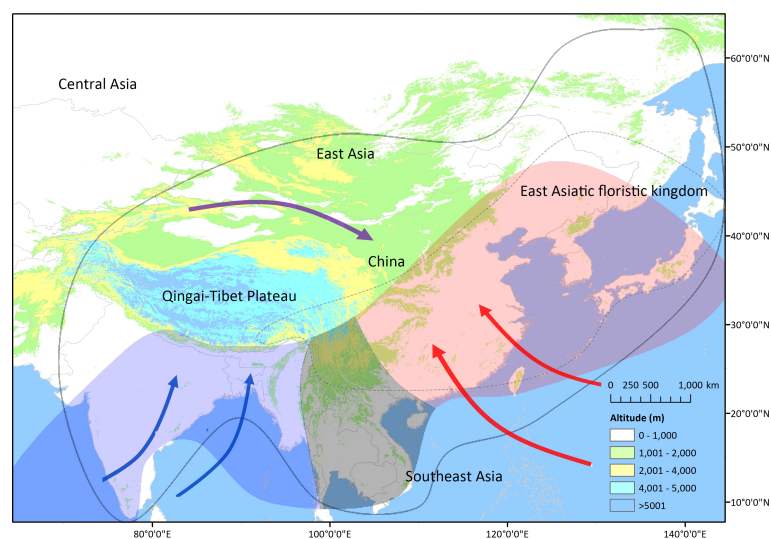 Central Asia
East Asia
East Asiatic floristic kingdom
China
Qingai-Tibet Plateau
Southeast Asia
0 250 500 1,000 km
Altitude (m)
0 - 1,000
1,001 - 2,000
2,001 - 4,000
4,001 - 5,000
>5001
60°0'0"N
50°0'0"N
40°0'0"N
30°0'0"N
20°0'0"N
10°0'0"N
80°0'0"E
100°0'0"E
120°0'0"E
140°0'0"E